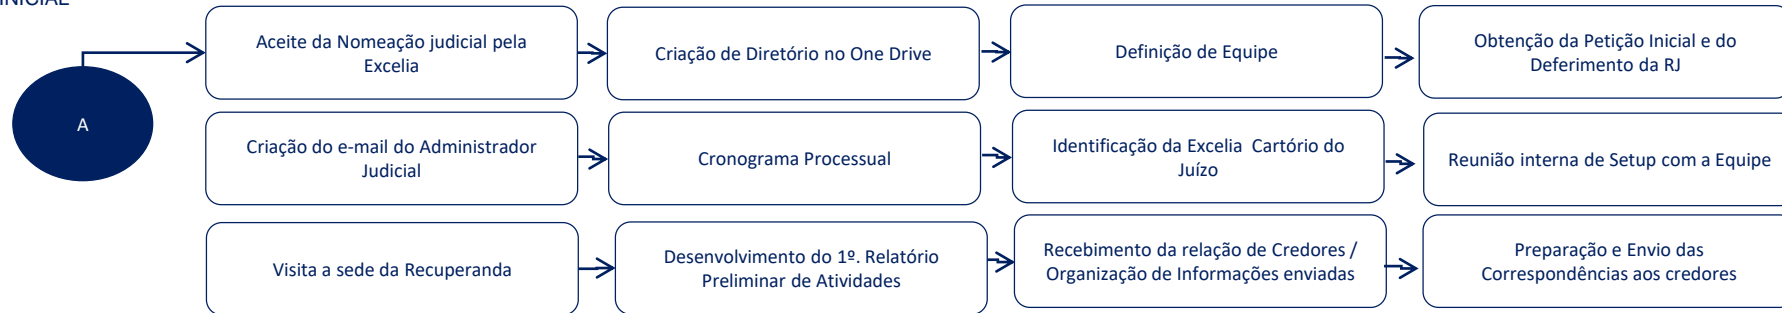 INICIAL
A
Aceite da Nomeação judicial pela
Excelia
Criação de Diretório no One Drive
Definição de Equipe
Obtenção da Petição Inicial e do
Deferimento da RJ
Criação do e-mail do Administrador
Judicial
Cronograma Processual
Identificação da Excelia Cartório do
Juízo
Reunião interna de Setup com a Equipe
Visita a sede da Recuperanda
Desenvolvimento do 1º. Relatório
Preliminar de Atividades
Recebimento da relação de Credores /
Organização de Informações enviadas
Preparação e Envio das
Correspondências aos credores